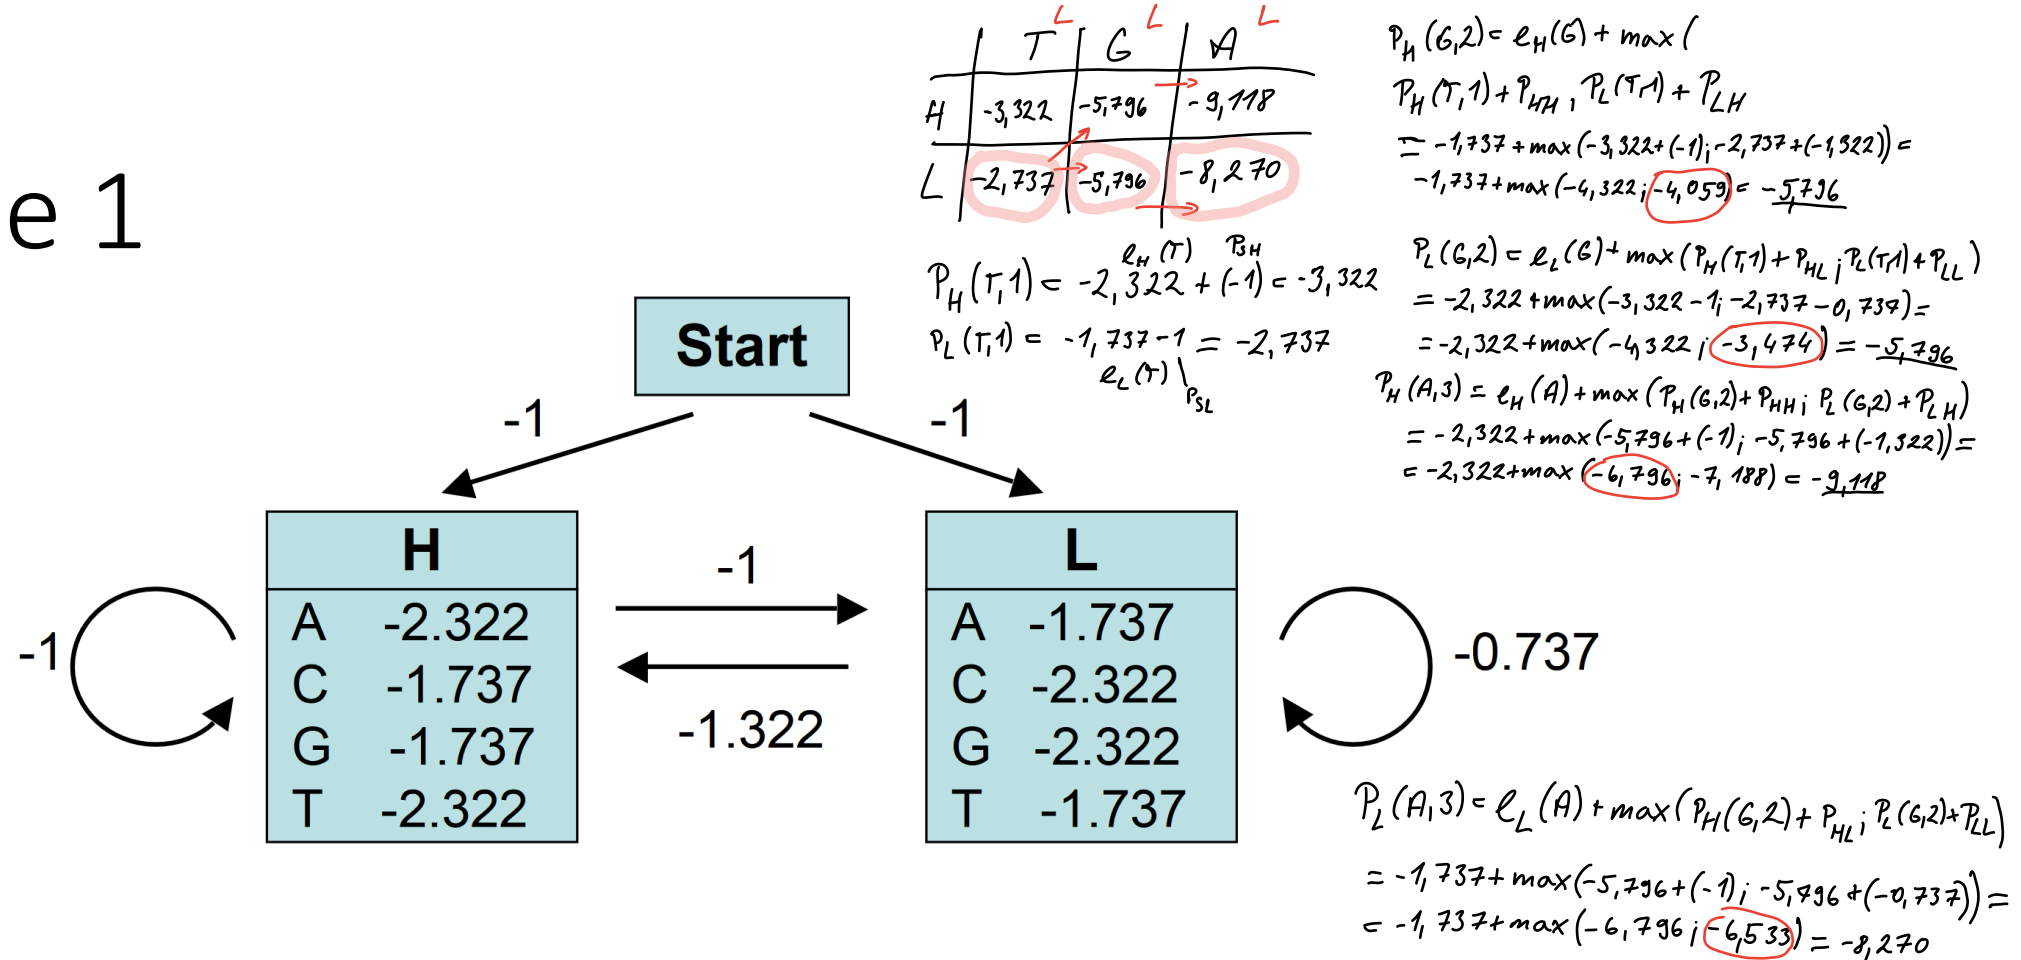 e 1
L L L
T G A
H -3,322 -5,796 -9,118
L -2,737 -5,796 -8,270
e_H(T) P_SH
P_H(T,1) = -2,322 + (-1) = -3,322
P_L(T,1) = -1,737 -1 = -2,737
e_L(T) P_SL
P_H(G,2) = e_H(G) + max(
P_H(T,1) + P_HH, P_L(T,1) + P_LH
= -1,737 + max(-3,322 + (-1); -2,737 + (-1,322)) =
-1,737 + max(-4,322; -4,059) = -5,796
P_L(G,2) = e_L(G) + max(P_H(T,1) + P_HL; P_L(T,1) + P_LL)
= -2,322 + max(-3,322 -1; -2,737 -0,737) =
= -2,322 + max(-4,322; -3,474) = -5,796
P_H(A,3) = e_H(A) + max(P_H(G,2) + P_HH; P_L(G,2) + P_LH)
= -2,322 + max(-5,796 + (-1); -5,796 + (-1,322)) =
= -2,322 + max(-6,796; -7,188) = -9,118
Start
-1 -1
H
A -2.322
C -1.737
G -1.737
T -2.322
-1
-1
-1.322
L
A -1.737
C -2.322
G -2.322
T -1.737
-0.737
P_L(A,3) = e_L(A) + max(P_H(G,2) + P_HL; P_L(G,2) + P_LL)
= -1,737 + max(-5,796 + (-1); -5,796 + (-0,737)) =
= -1,737 + max(-6,796; -6,533) = -8,270